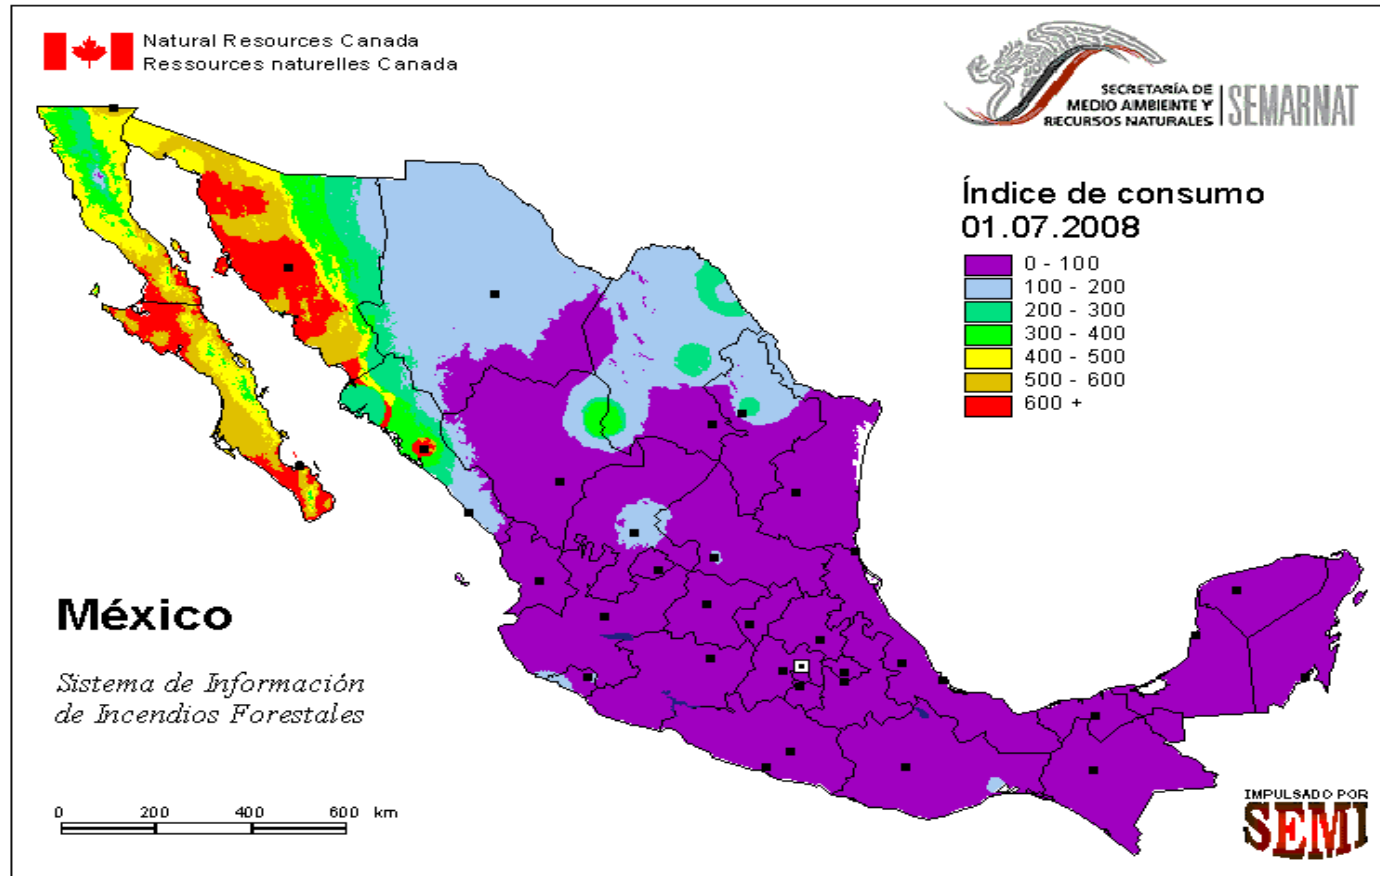 Natural Resources Canada
Ressources naturelles Canada
SECRETARÍA DE
MEDIO AMBIENTE Y
RECURSOS NATURALES
SEMARNAT
Índice de consumo
01.07.2008
0 - 100
100 - 200
200 - 300
300 - 400
400 - 500
500 - 600
600 +
México
Sistema de Información
de Incendios Forestales
0 200 400 600 km
IMPULSADO POR
SEMI